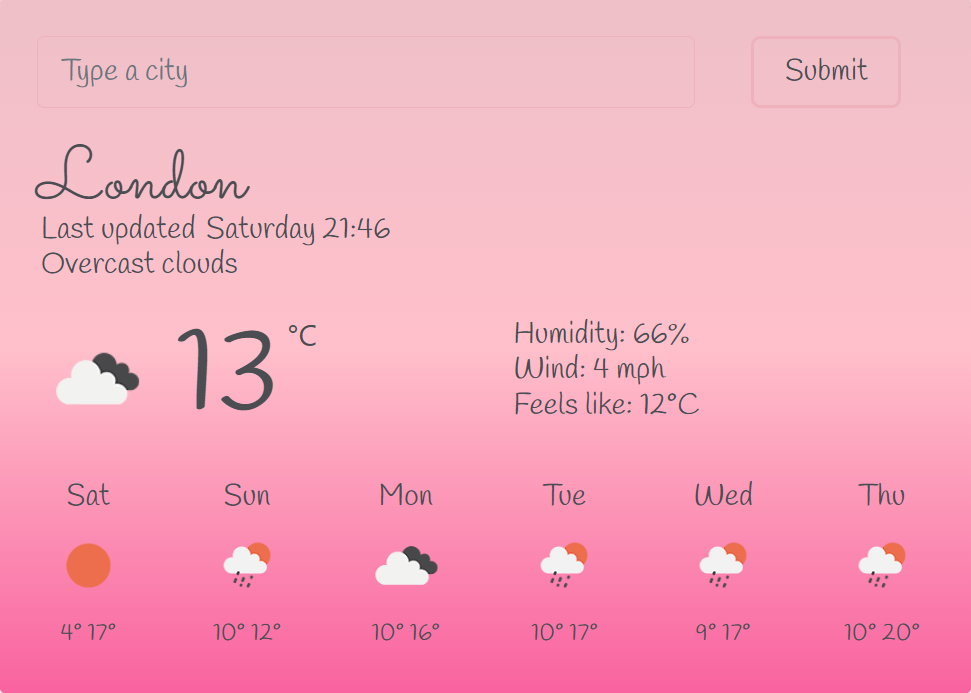 Type a city
Submit
London
Last updated Saturday 21:46
Overcast clouds
13 °C
Humidity: 66%
Wind: 4 mph
Feels like: 12°C
Sat Sun Mon Tue Wed Thu
4° 17° 10° 12° 10° 16° 10° 17° 9° 17° 10° 20°